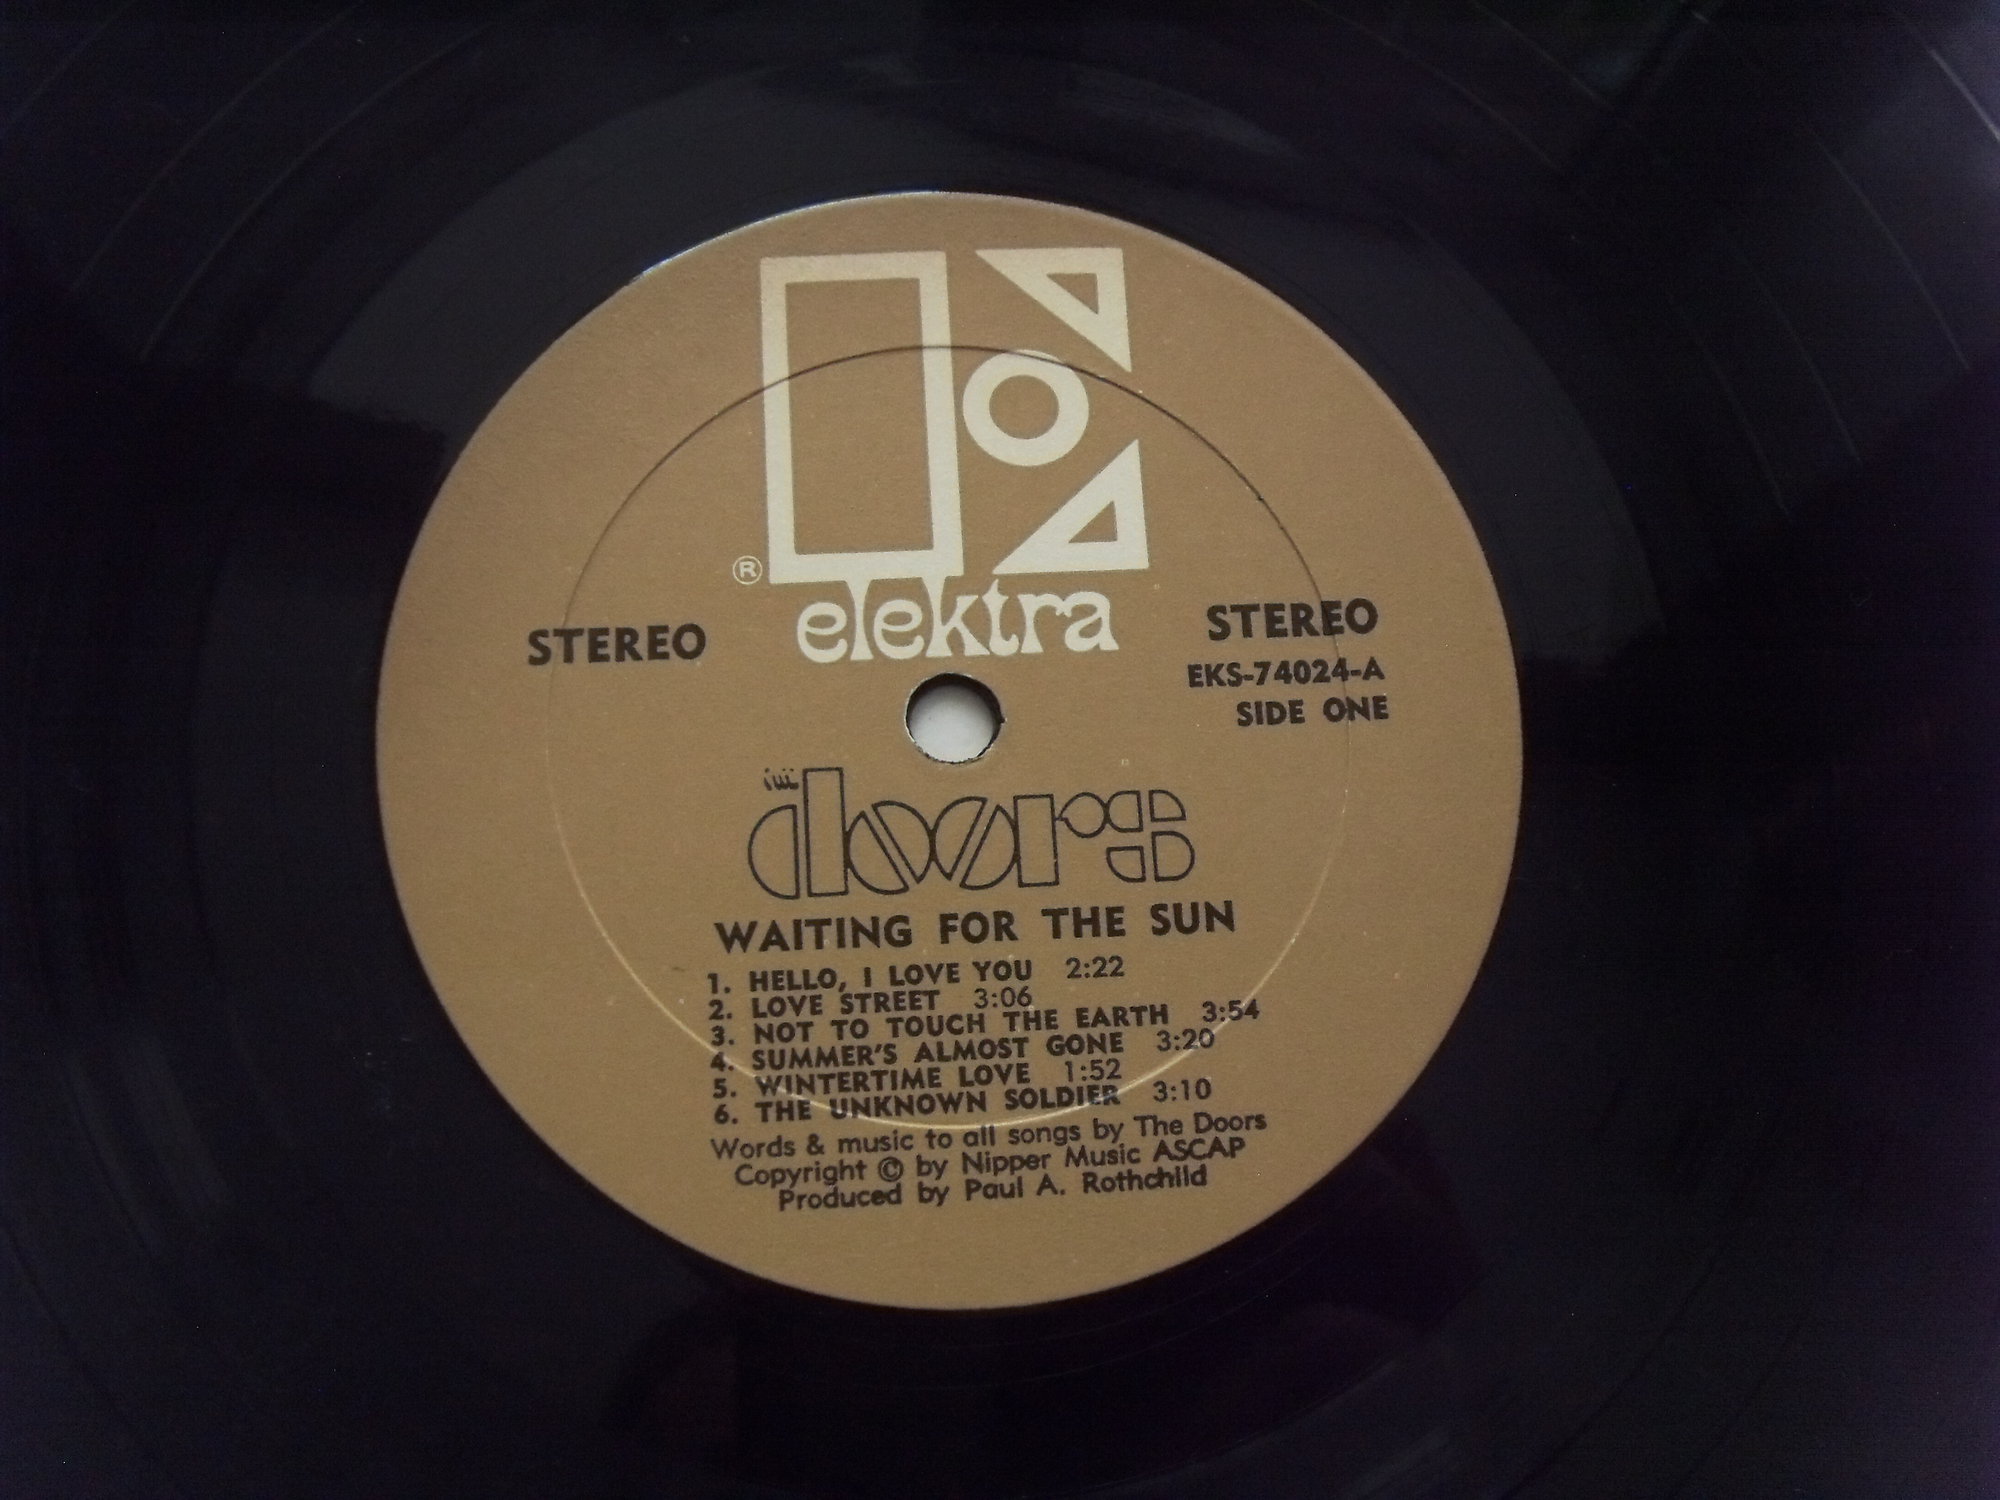 ®
elektra
STEREO
STEREO
EKS-74024-A
SIDE ONE
THE
doors
WAITING FOR THE SUN
1. HELLO, I LOVE YOU 2:22
2. LOVE STREET 3:06
3. NOT TO TOUCH THE EARTH 3:54
4. SUMMER'S ALMOST GONE 3:20
5. WINTERTIME LOVE 1:52
6. THE UNKNOWN SOLDIER 3:10
Words & music to all songs by The Doors
Copyright © by Nipper Music ASCAP
Produced by Paul A. Rothchild